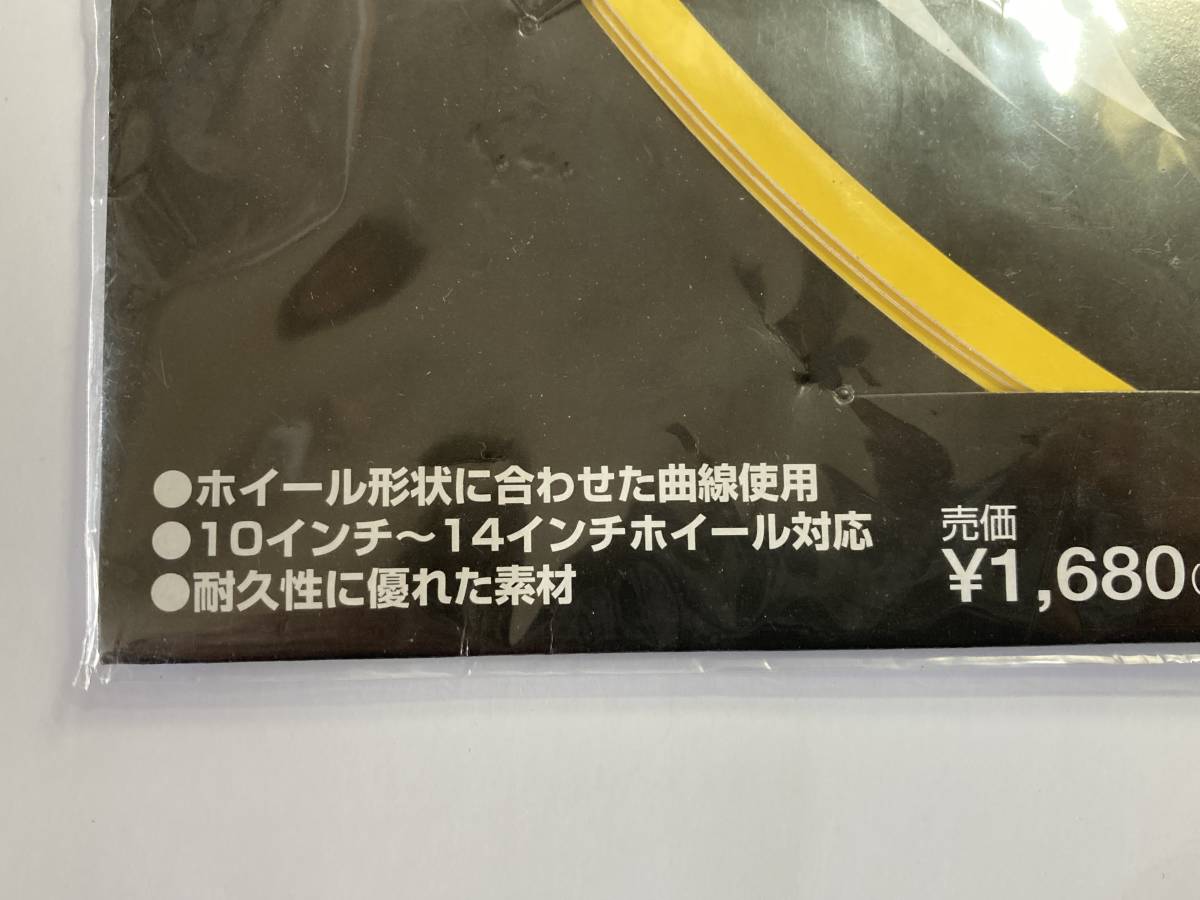 ●ホイール形状に合わせた曲線使用
●10インチ～14インチホイール対応
●耐久性に優れた素材
売価
¥1,680